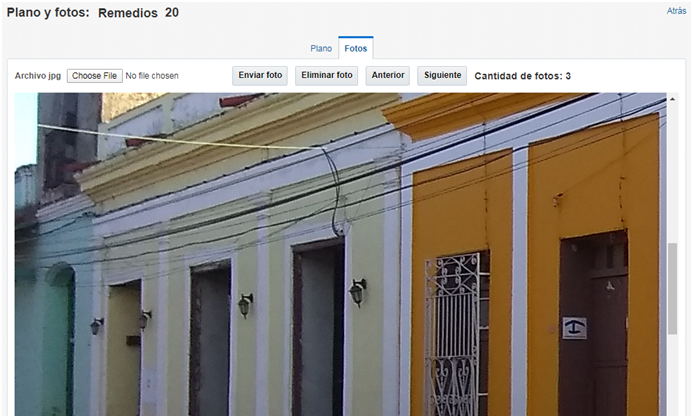 Plano y fotos: Remedios 20
Atrás
Plano Fotos
Archivo jpg Choose File No file chosen Enviar foto Eliminar foto Anterior Siguiente Cantidad de fotos: 3